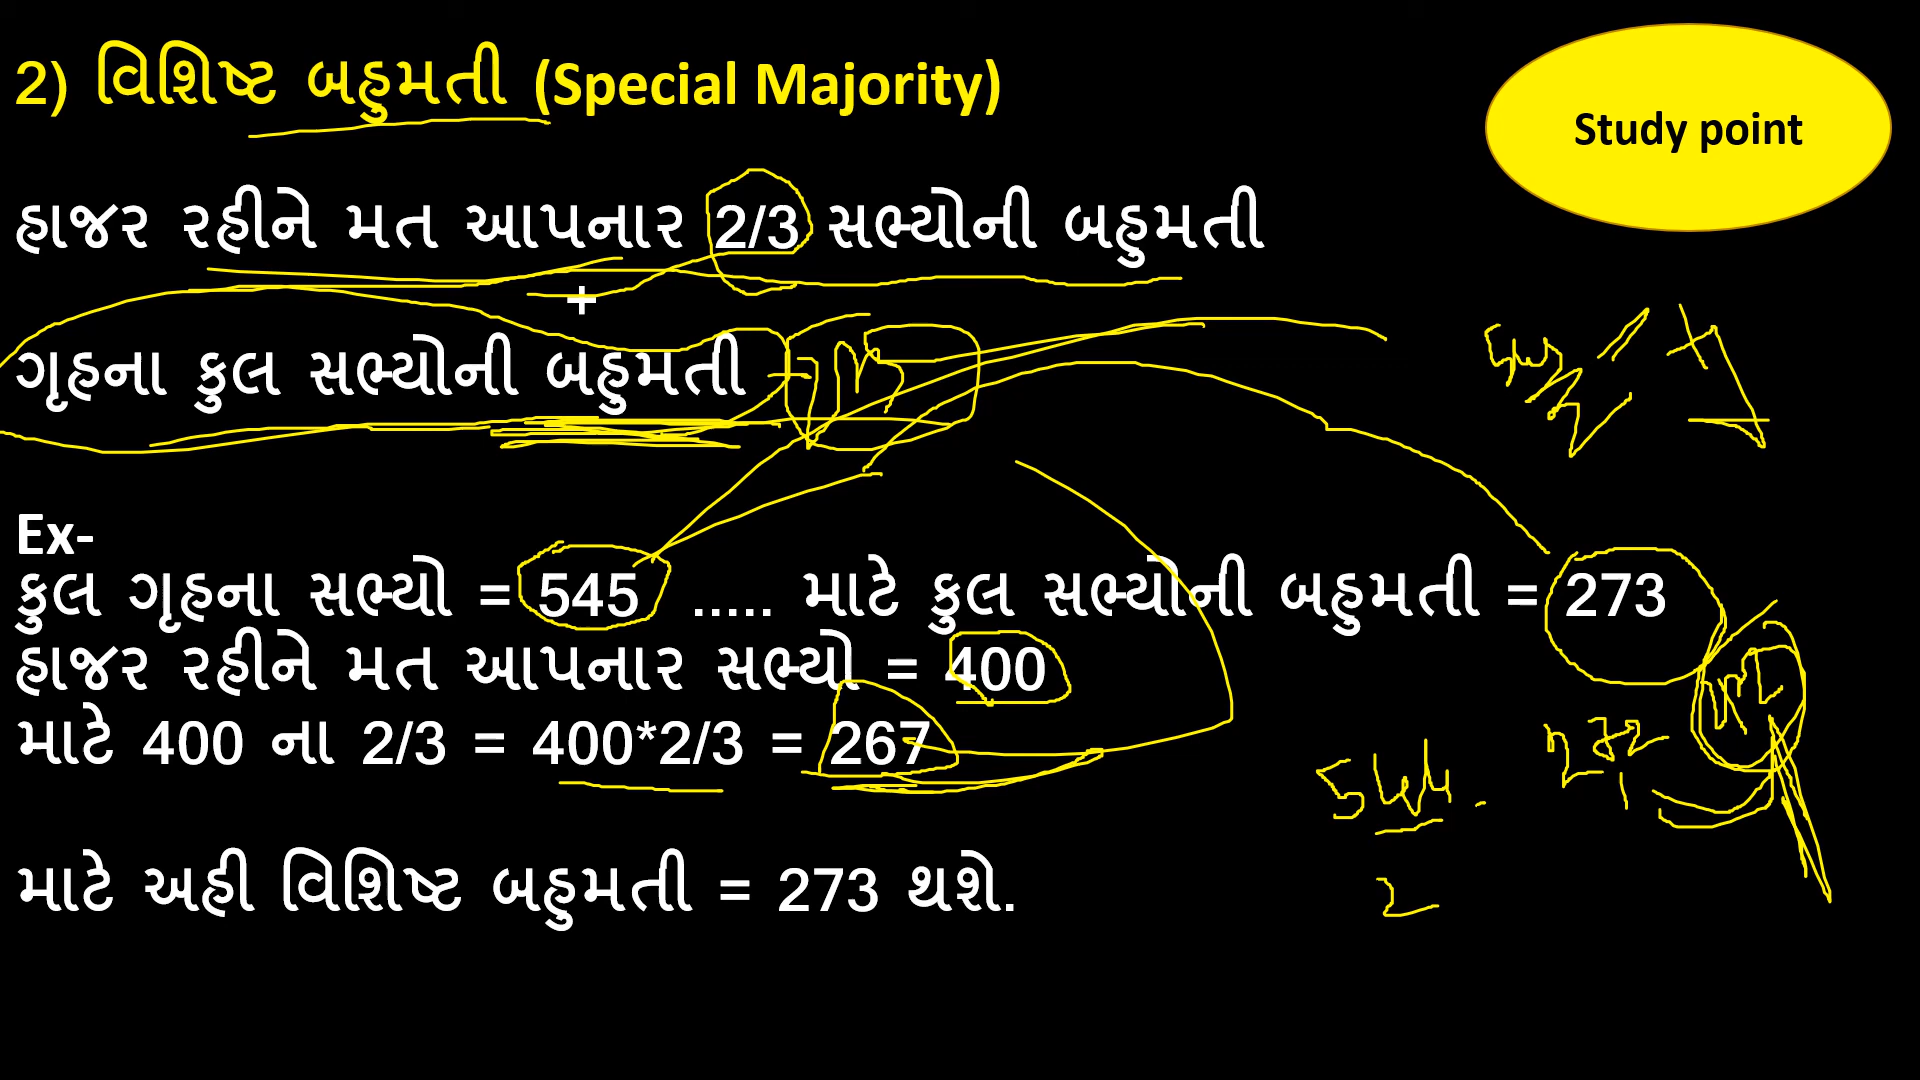 2) વિશિષ્ટ બહુમતી (Special Majority)
Study point
હાજર રહીને મત આપનાર 2/3 સભ્યોની બહુમતી
+
ગૃહના કુલ સભ્યોની બહુમતી
Ex-
કુલ ગૃહના સભ્યો = 545 ..... માટે કુલ સભ્યોની બહુમતી = 273
હાજર રહીને મત આપનાર સભ્યો = 400
માટે 400 ના 2/3 = 400*2/3 = 267
માટે અહી વિશિષ્ટ બહુમતી = 273 થશે.